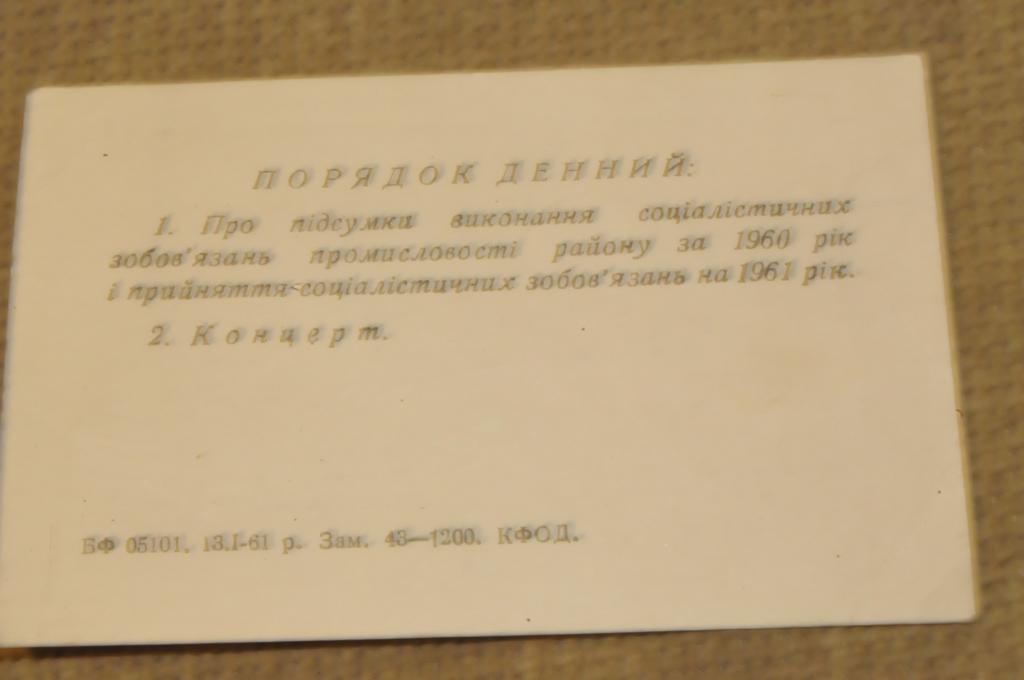 ПОРЯДОК ДЕННИЙ:
1. Про підсумки виконання соціалістичних
зобов'язань промисловості району за 1960 рік
і прийняття соціалістичних зобов'язань на 1961 рік.
2. Концерт.
БФ 05101. 13.I-61 р. Зам. 43—1200. КФОД.